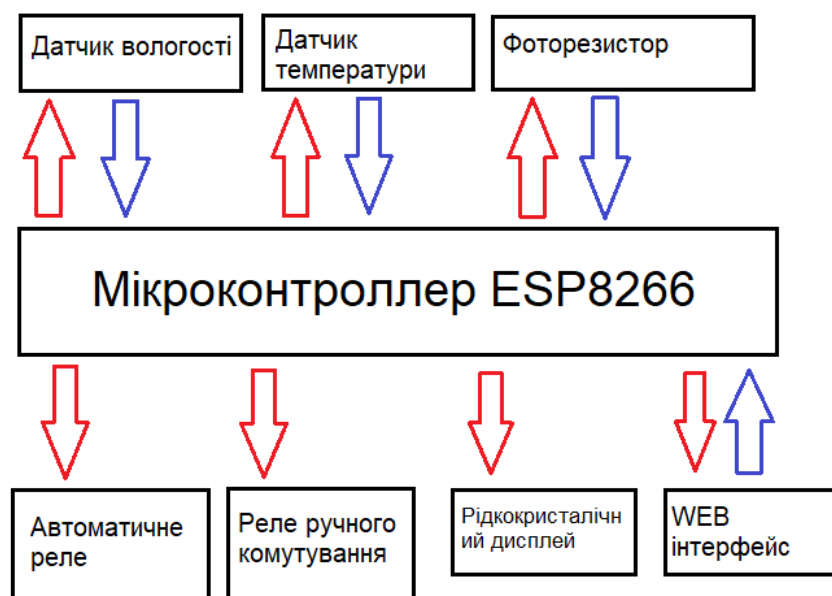 Датчик вологості
Датчик
температури
Фоторезистор
Мікроконтроллер ESP8266
Автоматичне
реле
Реле ручного
комутування
Рідкокристалічн
ий дисплей
WEB
інтерфейс